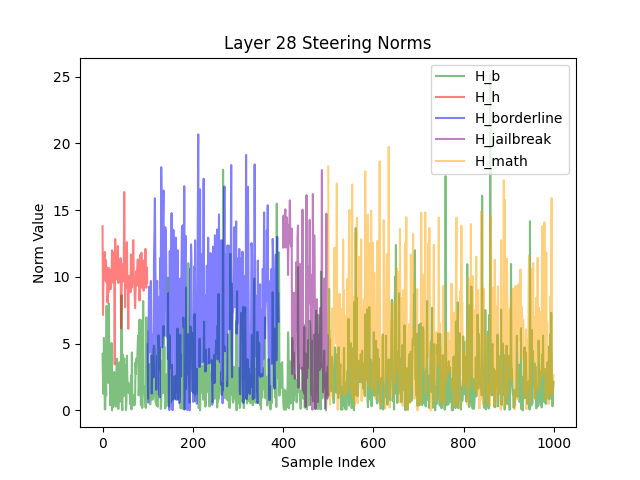 Layer 28 Steering Norms
Norm Value
25
20
15
10
5
0
H_b
H_h
H_borderline
H_jailbreak
H_math
0 200 400 600 800 1000
Sample Index